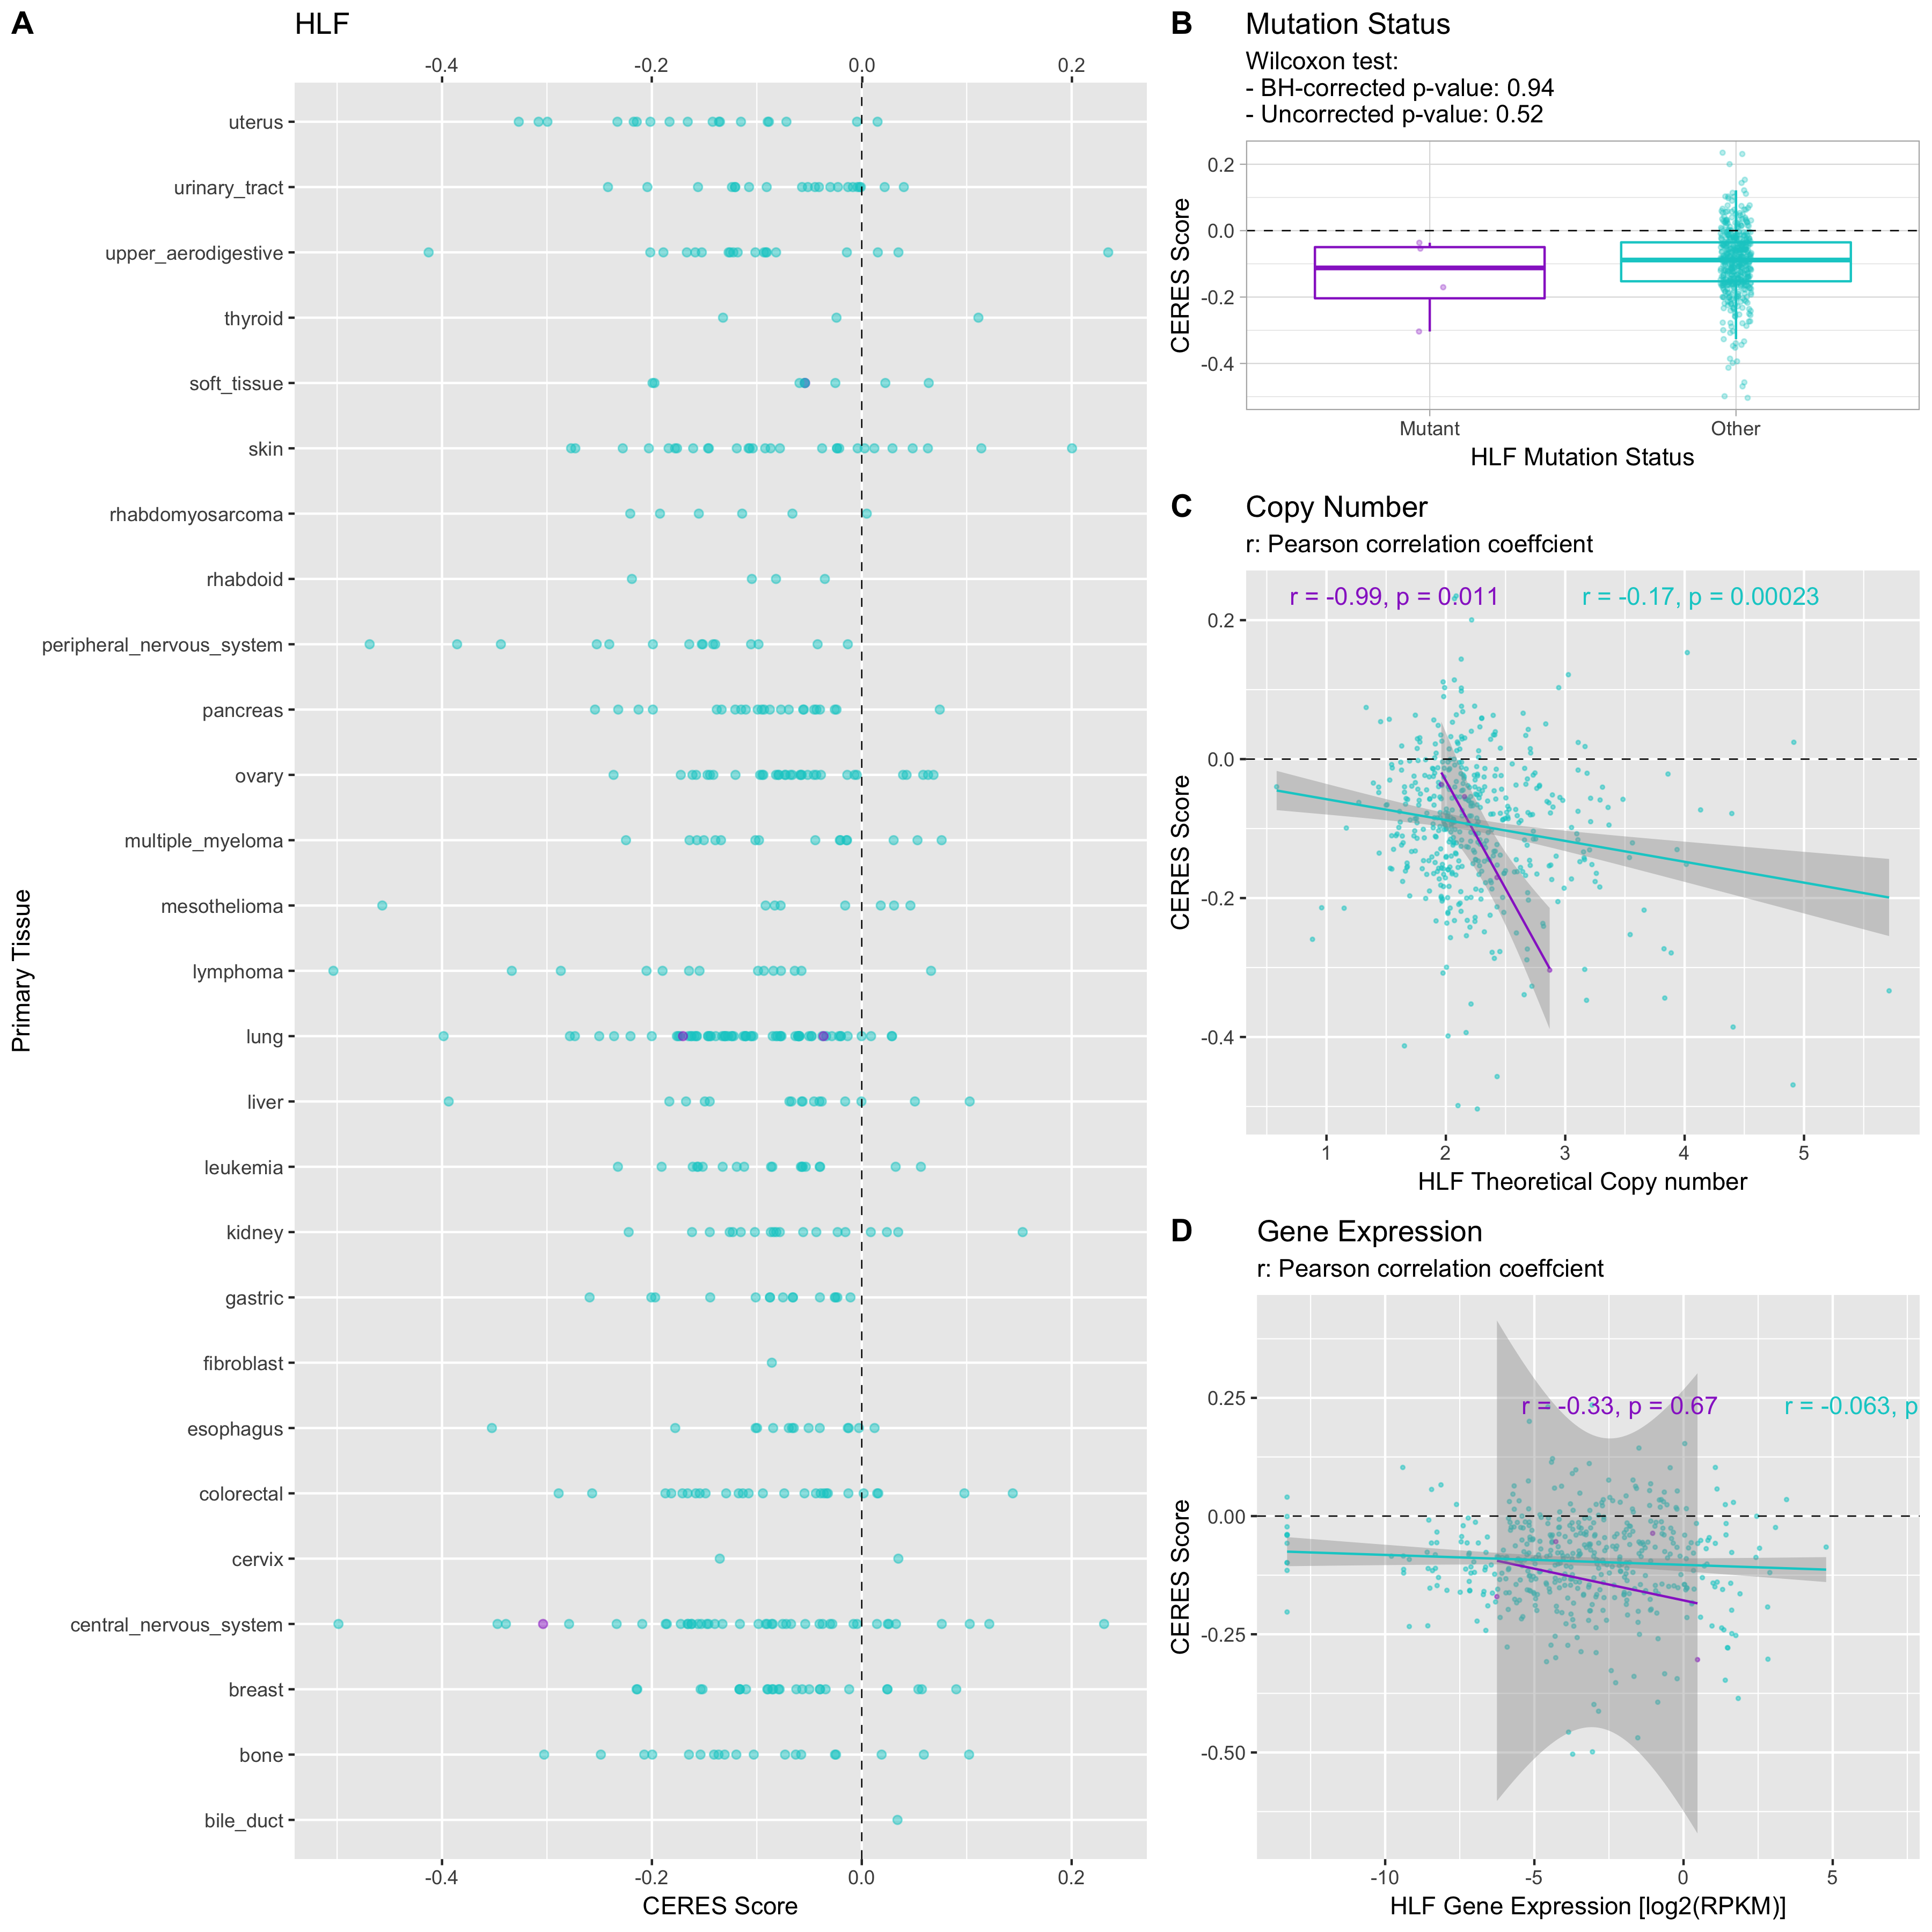 A
HLF
-0.4 -0.2 0.0 0.2
Primary Tissue
uterus
urinary_tract
upper_aerodigestive
thyroid
soft_tissue
skin
rhabdomyosarcoma
rhabdoid
peripheral_nervous_system
pancreas
ovary
multiple_myeloma
mesothelioma
lymphoma
lung
liver
leukemia
kidney
gastric
fibroblast
esophagus
colorectal
cervix
central_nervous_system
breast
bone
bile_duct
-0.4 -0.2 0.0 0.2
CERES Score
B
Mutation Status
Wilcoxon test:
- BH-corrected p-value: 0.94
- Uncorrected p-value: 0.52
CERES Score
0.2
0.0
-0.2
-0.4
Mutant Other
HLF Mutation Status
C
Copy Number
r: Pearson correlation coeffcient
r = -0.99, p = 0.011 r = -0.17, p = 0.00023
CERES Score
0.2
0.0
-0.2
-0.4
1 2 3 4 5
HLF Theoretical Copy number
D
Gene Expression
r: Pearson correlation coeffcient
r = -0.33, p = 0.67 r = -0.063, p
CERES Score
0.25
0.00
-0.25
-0.50
-10 -5 0 5
HLF Gene Expression [log2(RPKM)]